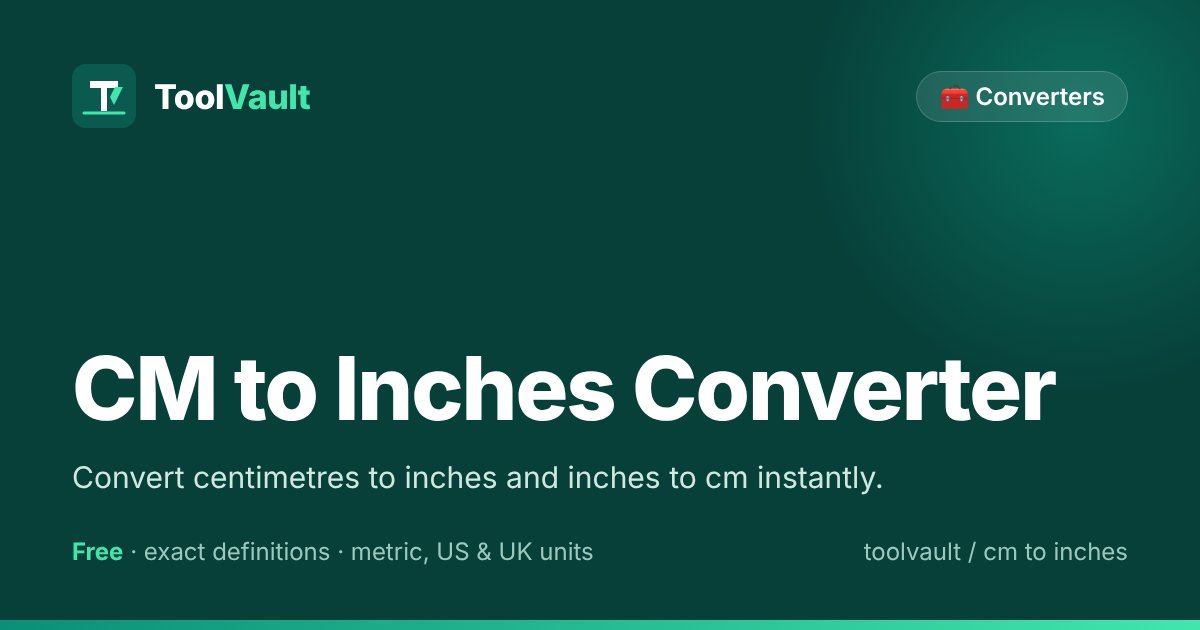 ToolVault
🧰 Converters
CM to Inches Converter
Convert centimetres to inches and inches to cm instantly.
Free · exact definitions · metric, US & UK units
toolvault / cm to inches